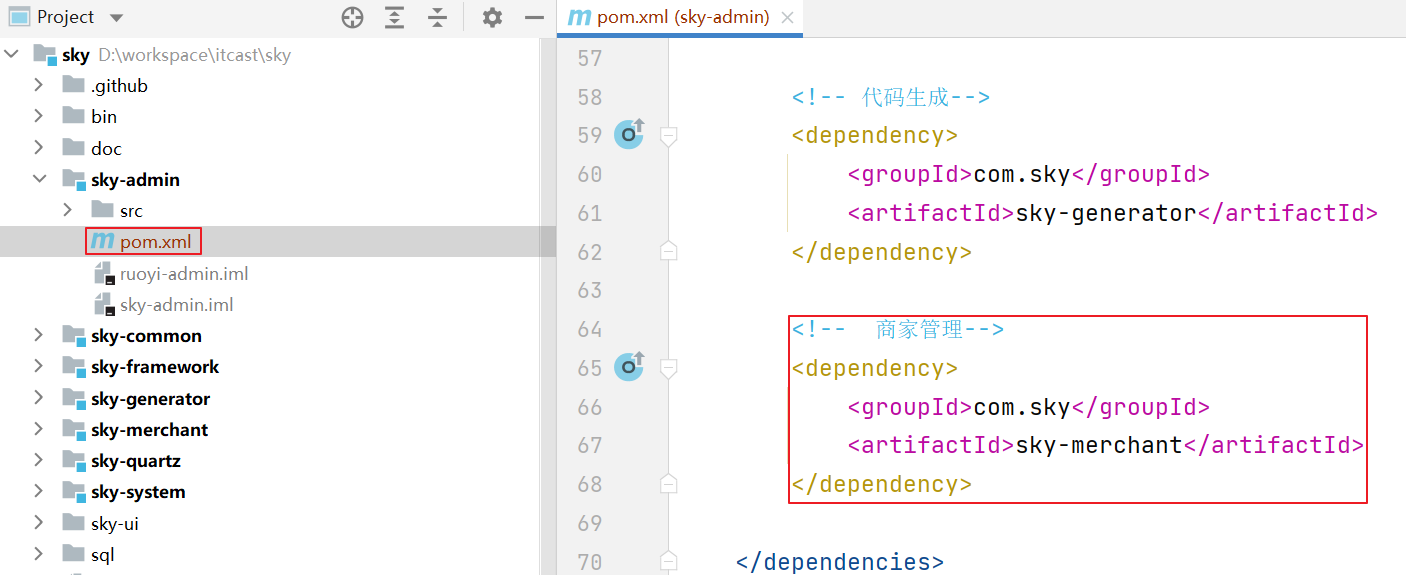 Project
sky D:\workspace\itcast\sky
.github
bin
doc
sky-admin
src
pom.xml
ruoyi-admin.iml
sky-admin.iml
sky-common
sky-framework
sky-generator
sky-merchant
sky-quartz
sky-system
sky-ui
sql
pom.xml (sky-admin)
57
58 <!-- 代码生成-->
59 <dependency>
60 <groupId>com.sky</groupId>
61 <artifactId>sky-generator</artifactId>
62 </dependency>
63
64 <!-- 商家管理-->
65 <dependency>
66 <groupId>com.sky</groupId>
67 <artifactId>sky-merchant</artifactId>
68 </dependency>
69
70 </dependencies>